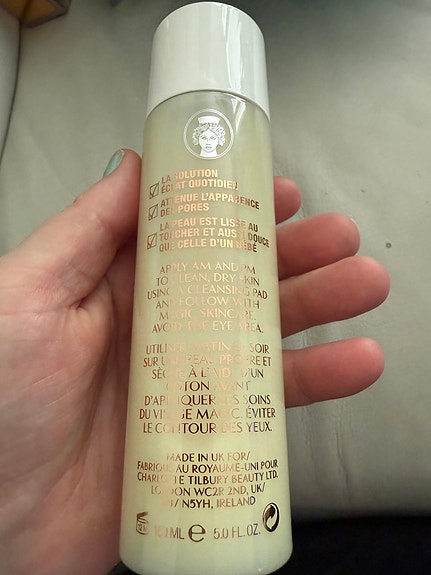 LA SOLUTION
ÉCLAT QUOTIDIEN
ATTÉNUE L'APPARENCE
DES PORES
LA PEAU EST LISSE AU
TOUCHER ET AUSSI DOUCE
QUE CELLE D'UN BÉBÉ
APPLY AM AND PM
TO CLEAN, DRY SKIN
USING A CLEANSING PAD
AND FOLLOW WITH
MAGIC SKINCARE.
AVOID THE EYE AREA.
UTILISER MATIN ET SOIR
SUR UNE PEAU PROPRE ET
SÈCHE À L'AIDE D'UN
COTON AVANT
D'APPLIQUER LES SOINS
DU VISAGE MAGIC. ÉVITER
LE CONTOUR DES YEUX.
MADE IN UK FOR/
FABRIQUÉ AU ROYAUME-UNI POUR
CHARLOTTE TILBURY BEAUTY LTD,
LONDON WC2R 2ND, UK/
N5YH, IRELAND
150 ML e 5.0 FL.OZ.